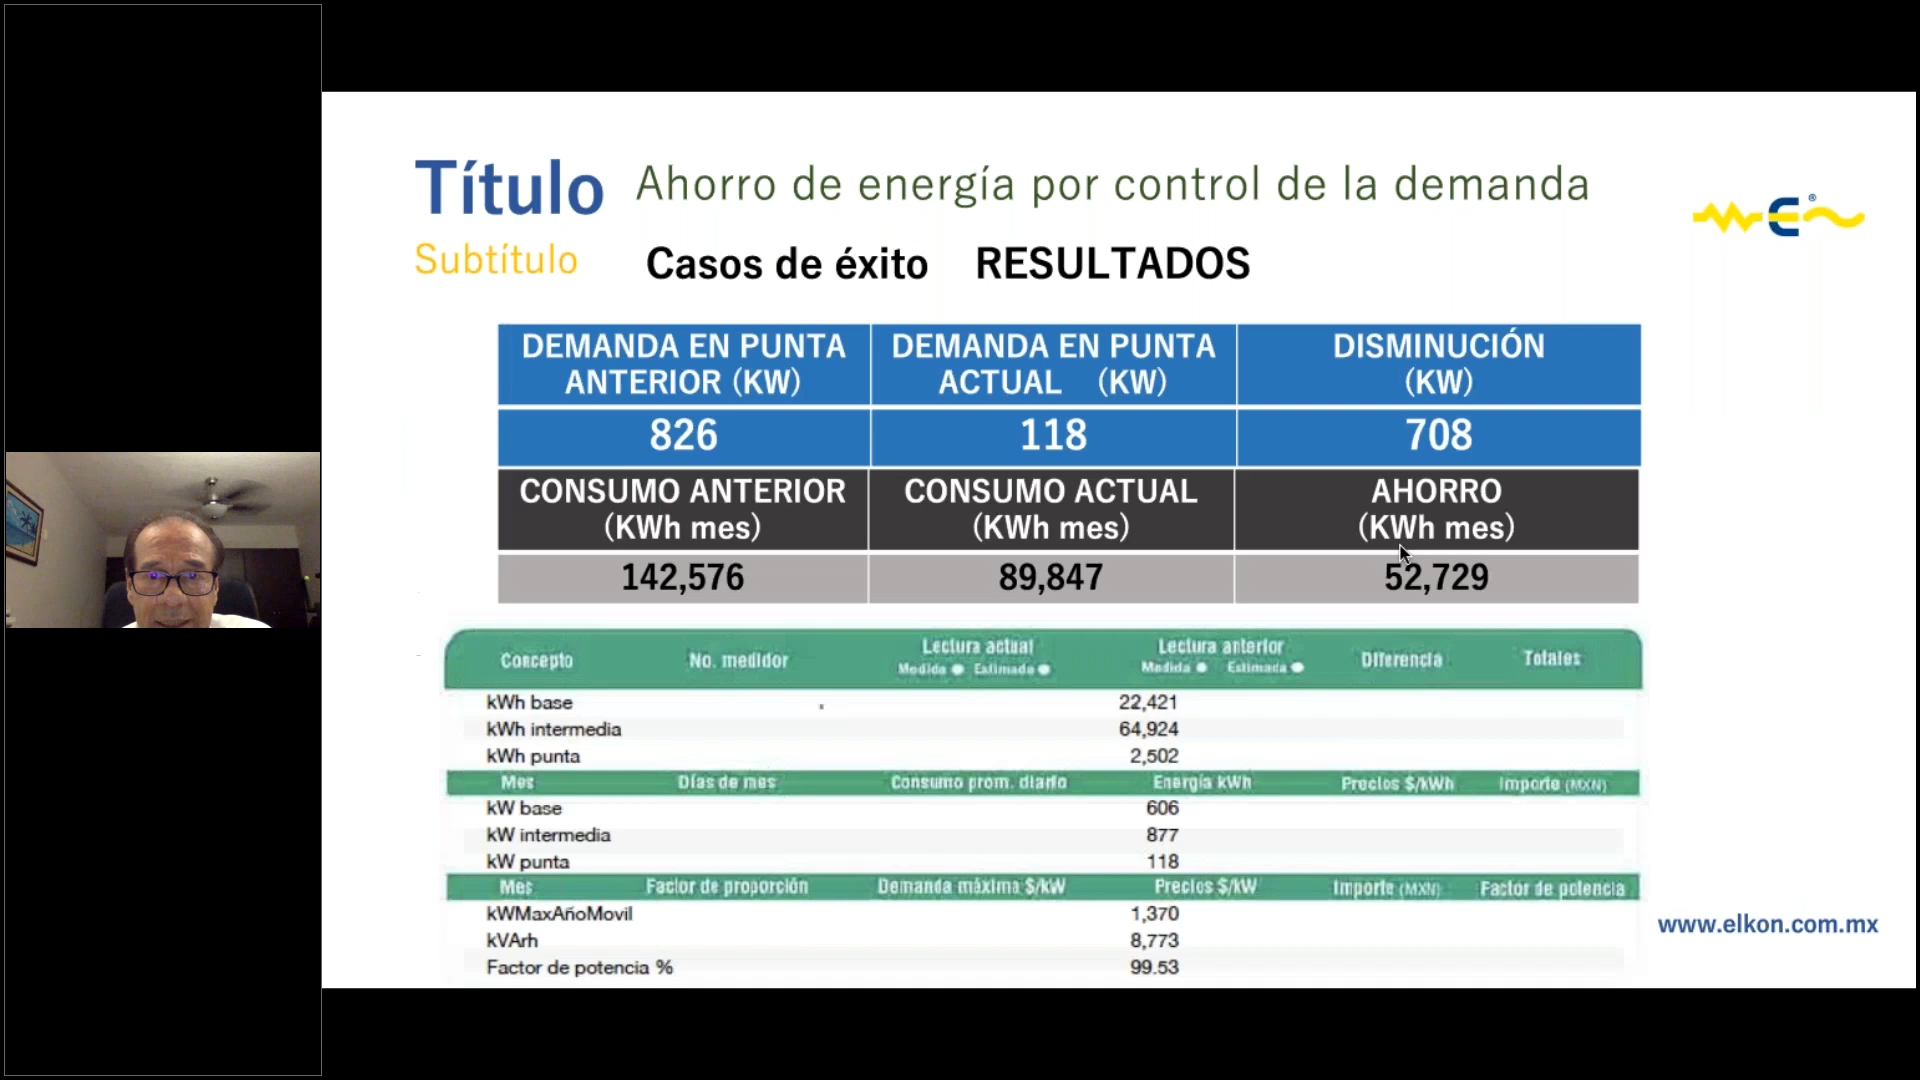 Título Ahorro de energía por control de la demanda
Subtítulo Casos de éxito RESULTADOS
DEMANDA EN PUNTA ANTERIOR (KW) DEMANDA EN PUNTA ACTUAL (KW) DISMINUCIÓN (KW)
826 118 708
CONSUMO ANTERIOR (KWh mes) CONSUMO ACTUAL (KWh mes) AHORRO (KWh mes)
142,576 89,847 52,729
Concepto No. medidor Lectura actual Medida Estimada Lectura anterior Medida Estimada Diferencia Totales
kWh base 22,421
kWh intermedia 64,924
kWh punta 2,502
Mes Días de mes Consumo prom. diario Energía kWh Precios $/kWh Importe (MXN)
kW base 606
kW intermedia 877
kW punta 118
Mes Factor de proporción Demanda máxima $/kW Precios $/kW Importe (MXN) Factor de potencia
kWMaxAñoMovil 1,370
kVArh 8,773
Factor de potencia % 99.53
E®
www.elkon.com.mx